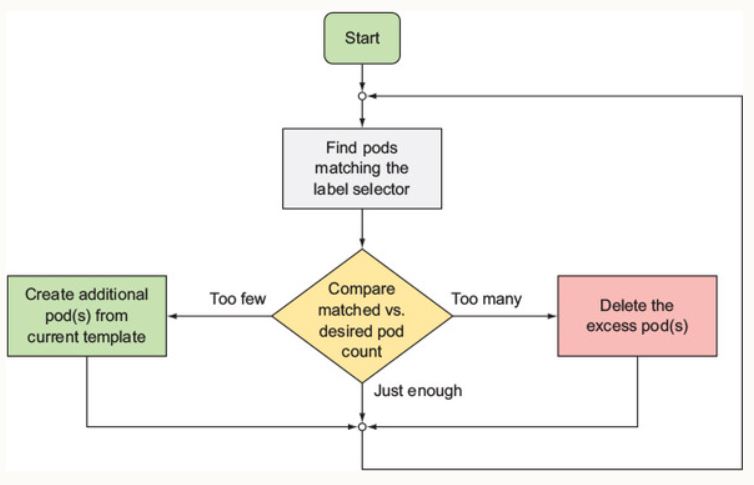 Start
Find pods
matching the
label selector
Compare
matched vs.
desired pod
count
Too few
Too many
Create additional
pod(s) from
current template
Delete the
excess pod(s)
Just enough